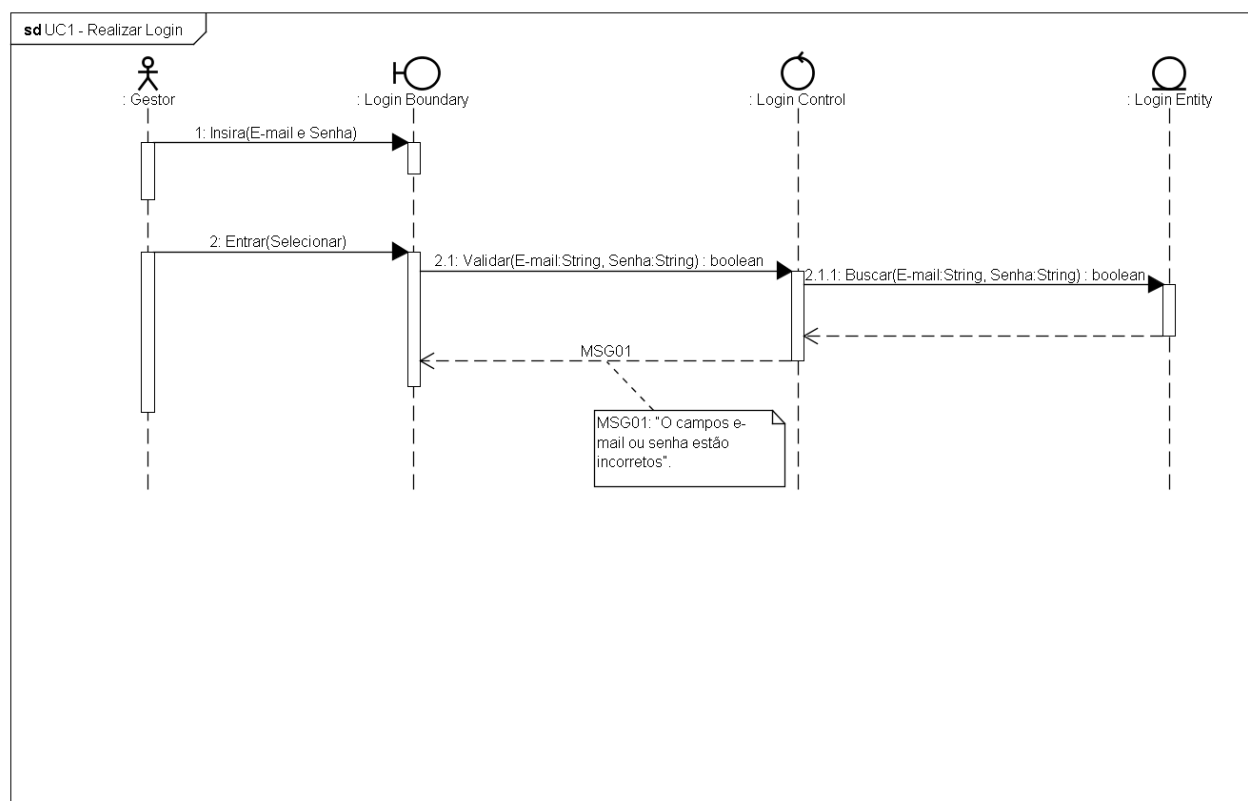 sd UC1 - Realizar Login
: Gestor
: Login Boundary
: Login Control
: Login Entity
1: Insira(E-mail e Senha)
2: Entrar(Selecionar)
2.1: Validar(E-mail:String, Senha:String) : boolean
2.1.1: Buscar(E-mail:String, Senha:String) : boolean
MSG01
MSG01: "O campos e-
mail ou senha estão
incorretos".